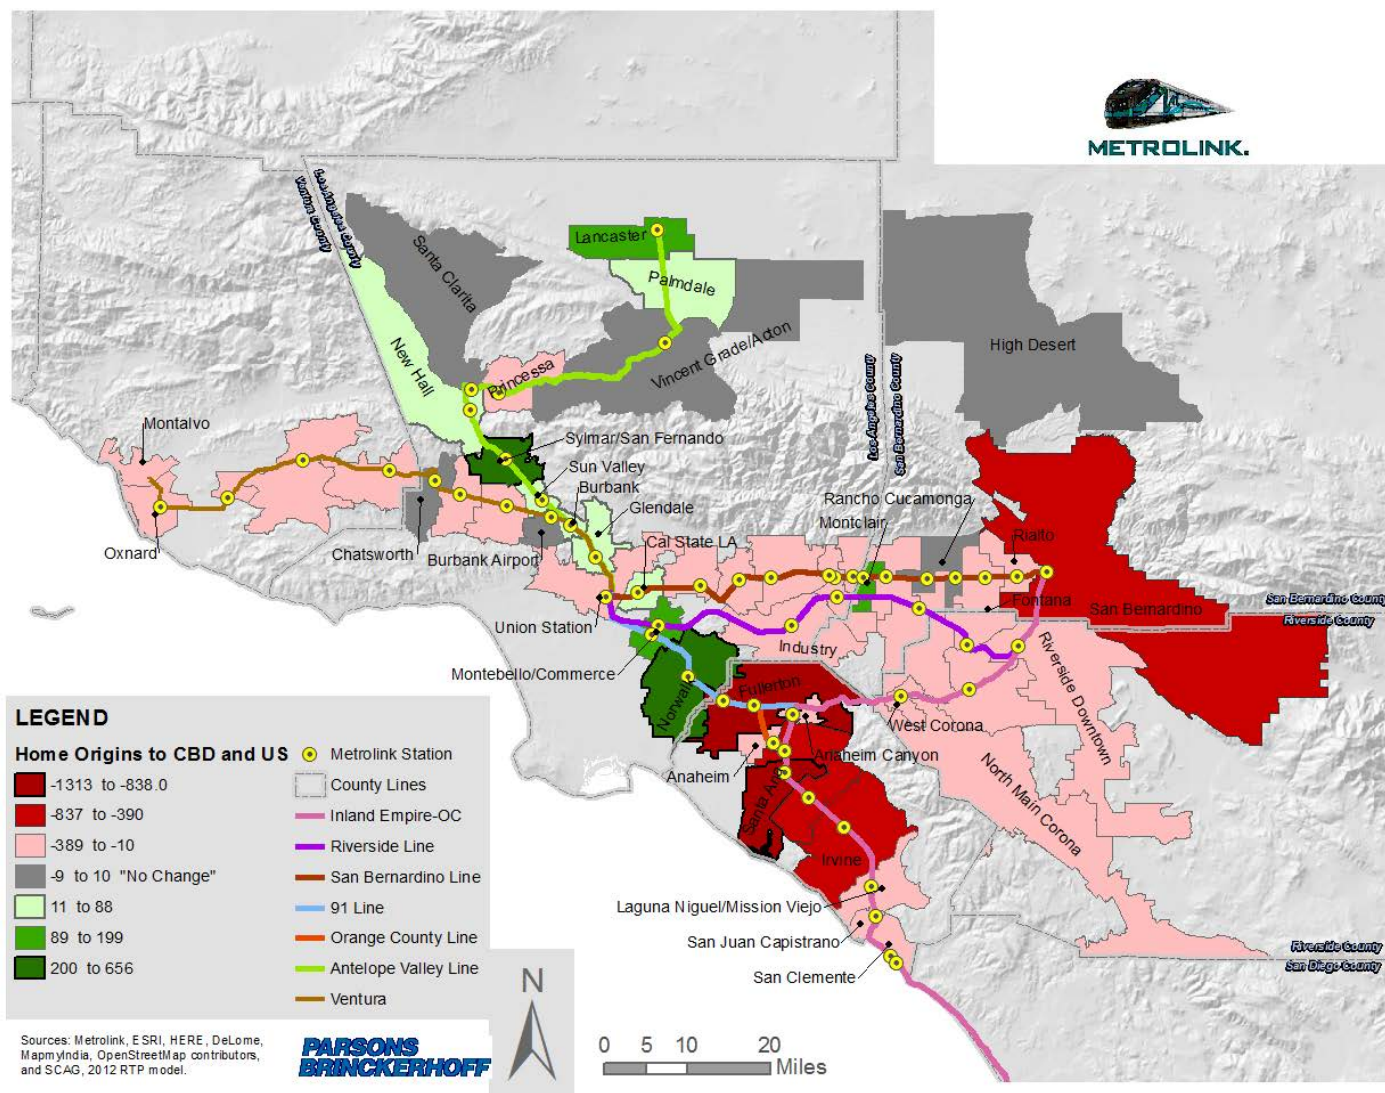 METROLINK.
Los Angeles County
Ventura County
Santa Clarita
Lancaster
Palmdale
New Hall
Princessa
Vincent Grade/Acton
High Desert
Los Angeles County
San Bernardino County
Montalvo
Sylmar/San Fernando
Sun Valley
Burbank
Rancho Cucamonga
Glendale
Montclair
Oxnard
Chatsworth
Burbank Airport
Cal State LA
Rialto
Fontana
San Bernardino
San Bernardino County
Riverside County
Union Station
Industry
Montebello/Commerce
Riverside Downtown
Norwalk
Fullerton
West Corona
Anaheim
Anaheim Canyon
North Main Corona
Santa Ana
Irvine
Laguna Niguel/Mission Viejo
San Juan Capistrano
San Clemente
Riverside County
San Diego County
LEGEND
Home Origins to CBD and US
-1313 to -838.0
-837 to -390
-389 to -10
-9 to 10 "No Change"
11 to 88
89 to 199
200 to 656
Metrolink Station
County Lines
Inland Empire-OC
Riverside Line
San Bernardino Line
91 Line
Orange County Line
Antelope Valley Line
Ventura
Sources: Metrolink, ESRI, HERE, DeLorme,
MapmyIndia, OpenStreetMap contributors,
and SCAG, 2012 RTP model.
PARSONS
BRINCKERHOFF
N
0 5 10 20
Miles